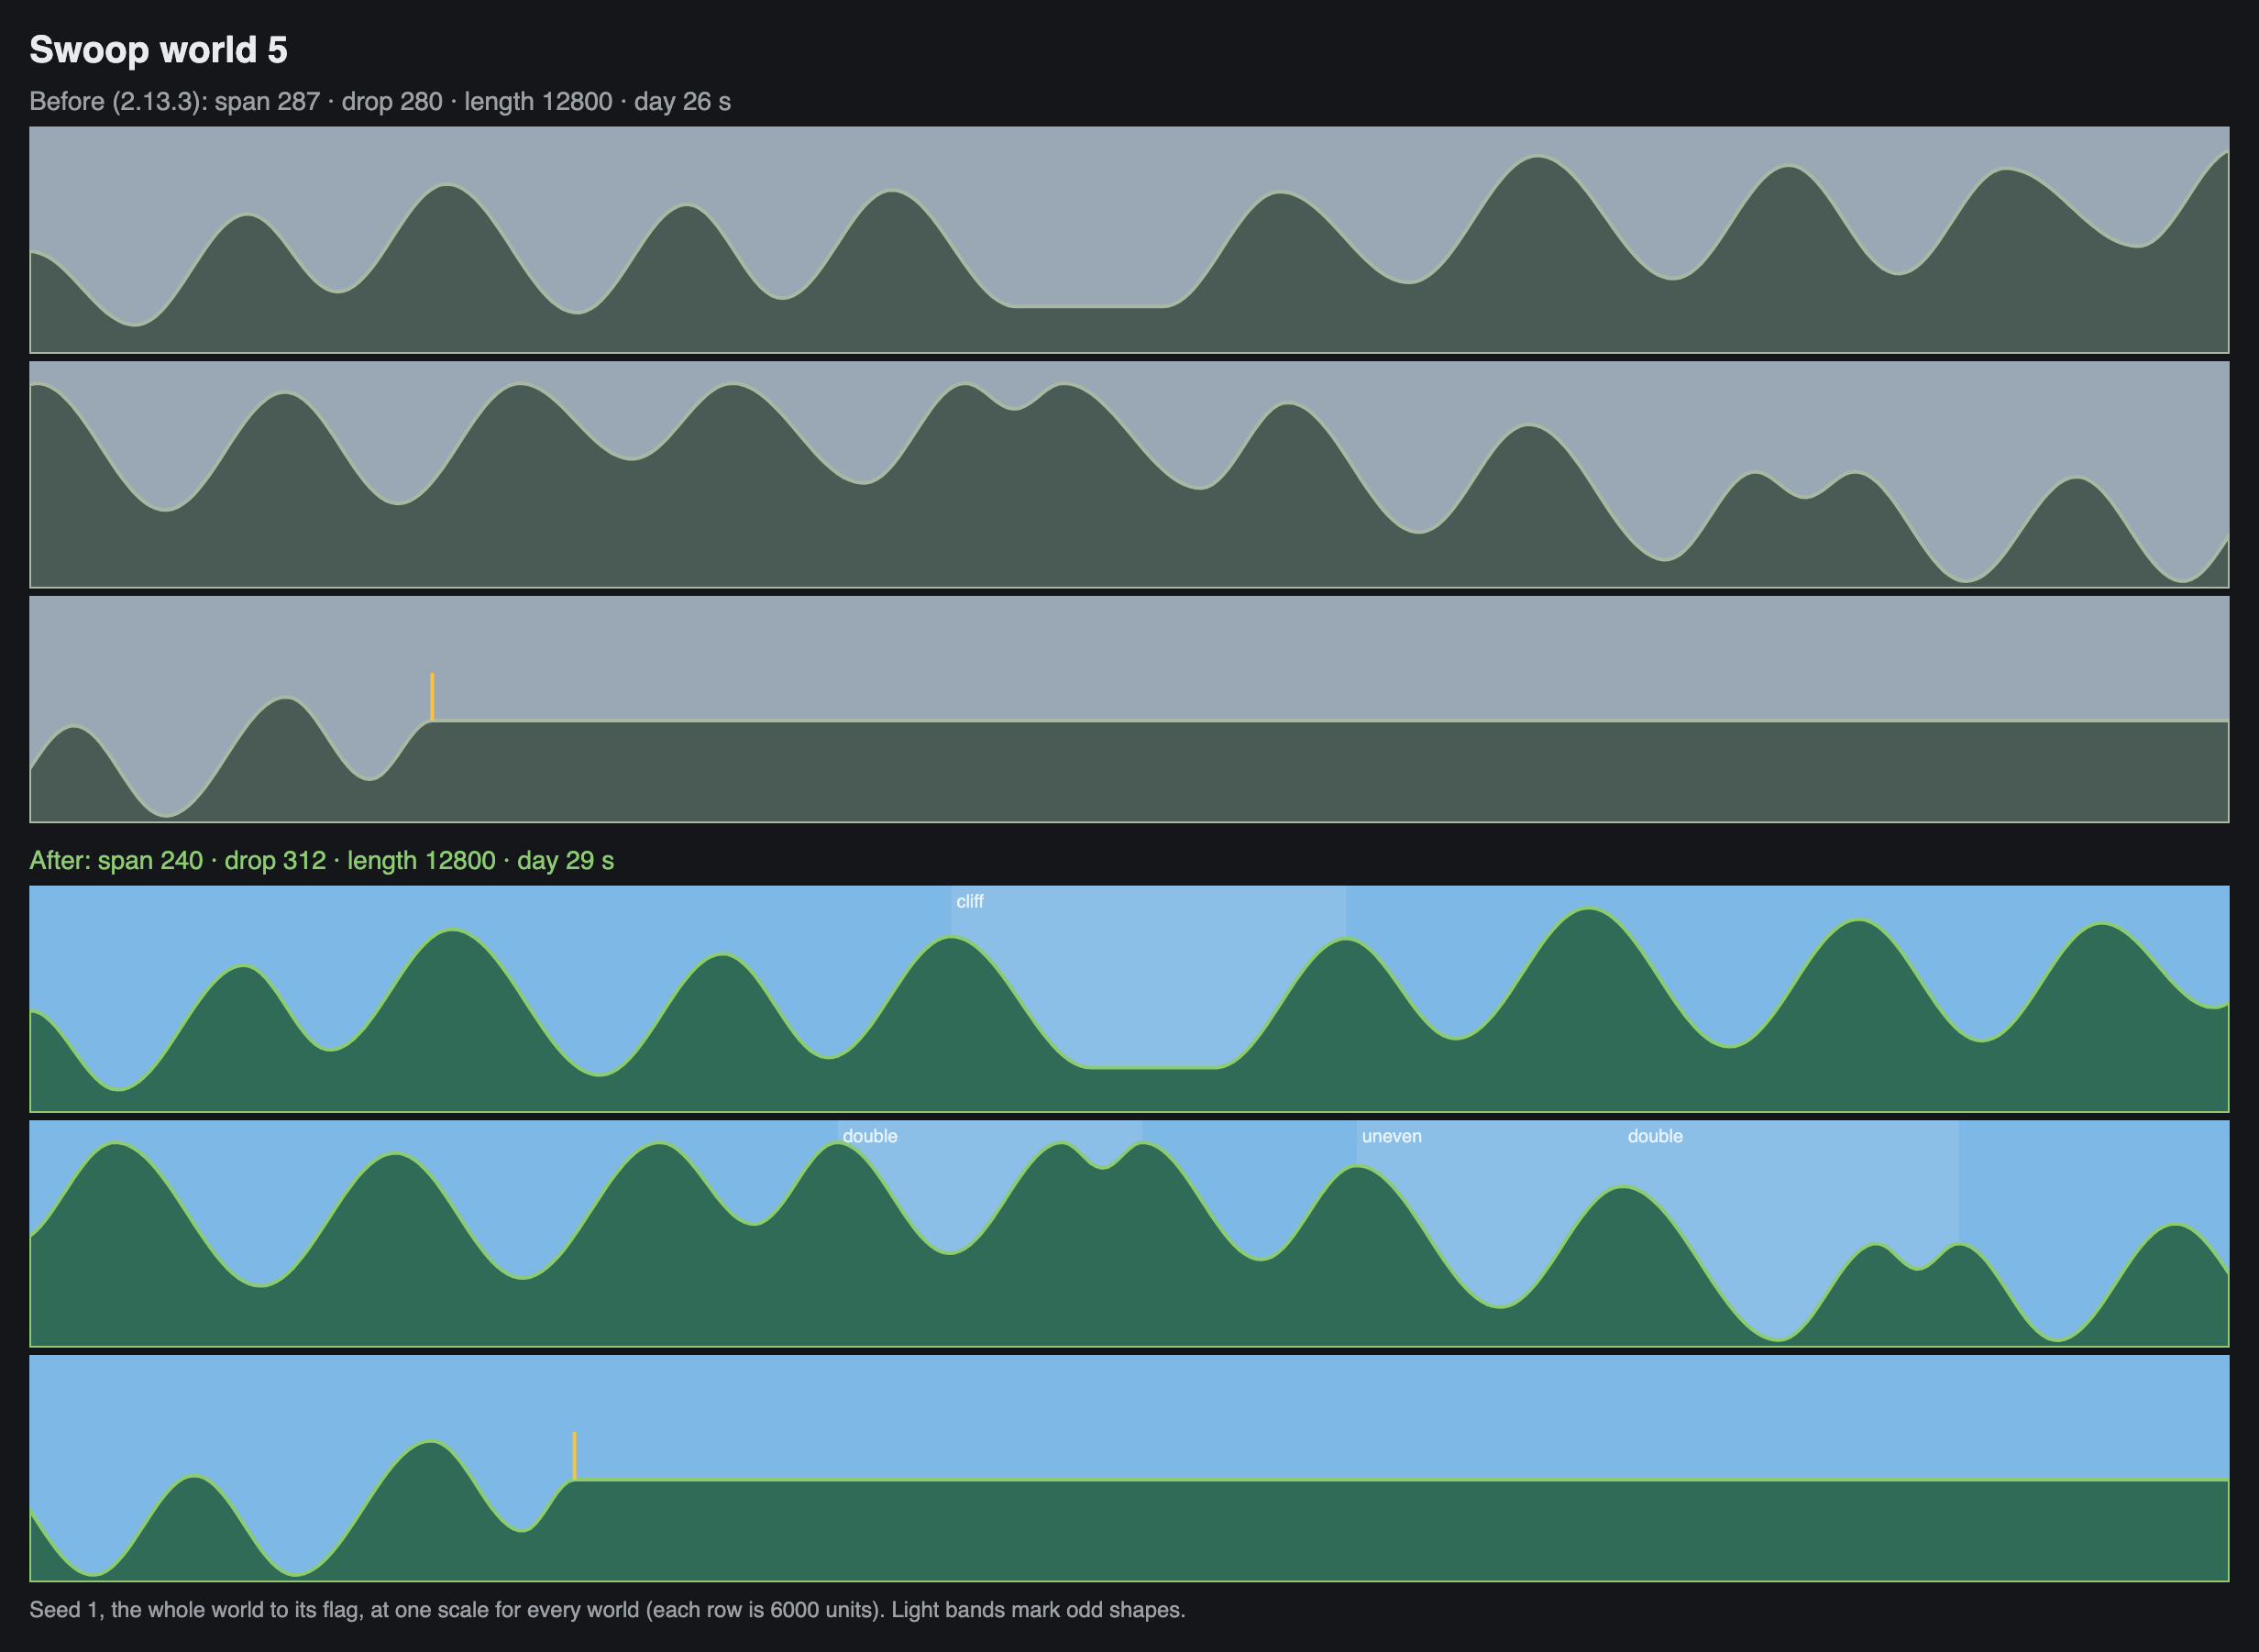 Swoop world 5
Before (2.13.3): span 287 · drop 280 · length 12800 · day 26 s
After: span 240 · drop 312 · length 12800 · day 29 s
cliff
double uneven double
Seed 1, the whole world to its flag, at one scale for every world (each row is 6000 units). Light bands mark odd shapes.